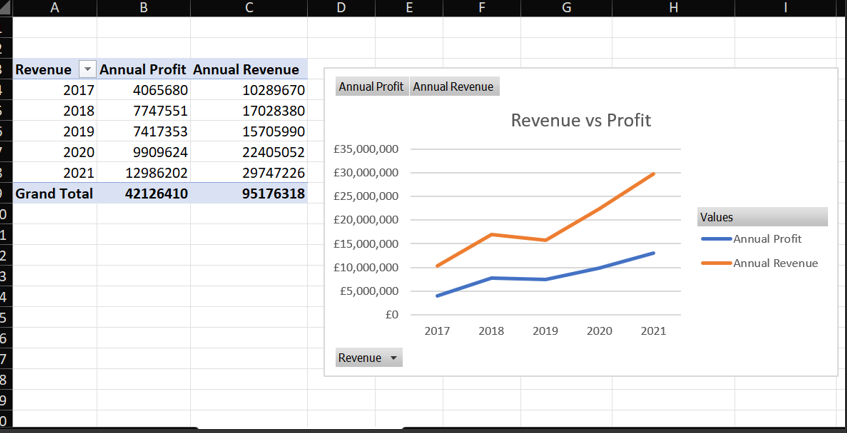 A B C D E F G H I
Revenue Annual Profit Annual Revenue
2017 4065680 10289670
2018 7747551 17028380
2019 7417353 15705990
2020 9909624 22405052
2021 12986202 29747226
Grand Total 42126410 95176318
Annual Profit Annual Revenue
Revenue vs Profit
£35,000,000
£30,000,000
£25,000,000
£20,000,000
£15,000,000
£10,000,000
£5,000,000
£0
2017 2018 2019 2020 2021
Values
Annual Profit
Annual Revenue
Revenue